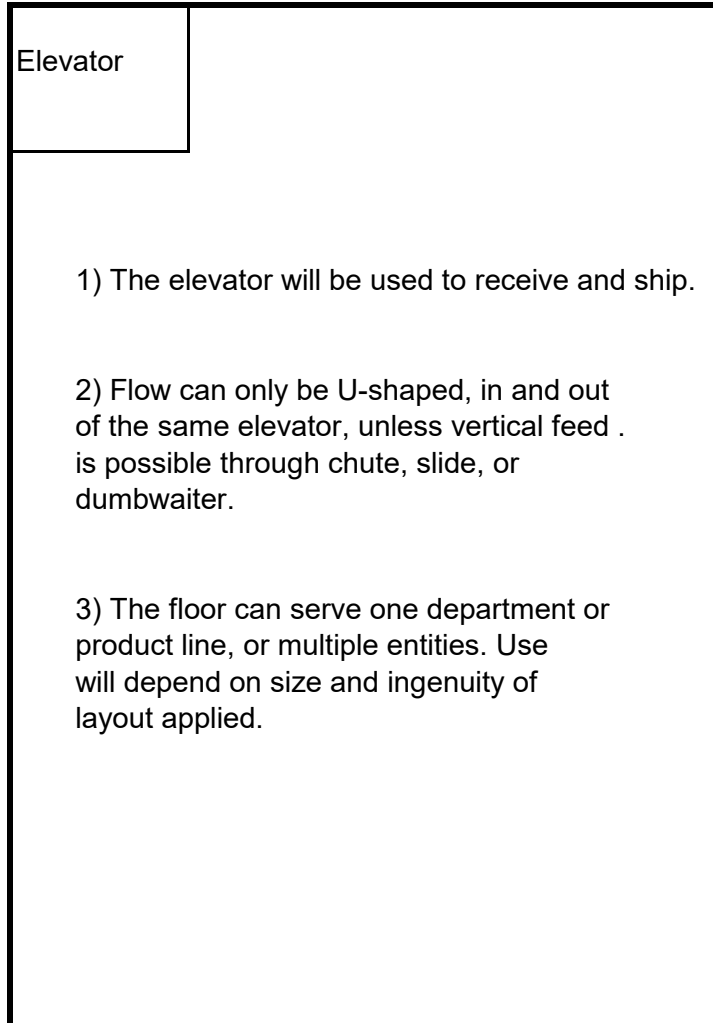 Elevator
1) The elevator will be used to receive and ship.
2) Flow can only be U-shaped, in and out
of the same elevator, unless vertical feed .
is possible through chute, slide, or
dumbwaiter.
3) The floor can serve one department or
product line, or multiple entities. Use
will depend on size and ingenuity of
layout applied.